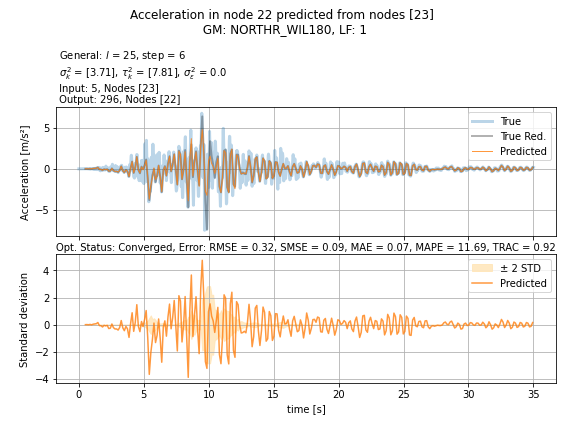 Acceleration in node 22 predicted from nodes [23]
GM: NORTHR_WIL180, LF: 1
General: l = 25, step = 6
σ²ₖ = [3.71], τ²ₖ = [7.81], σ²ε = 0.0
Input: 5, Nodes [23]
Output: 296, Nodes [22]
Acceleration [m/s²]
5
0
−5
True
True Red.
Predicted
Opt. Status: Converged, Error: RMSE = 0.32, SMSE = 0.09, MAE = 0.07, MAPE = 11.69, TRAC = 0.92
Standard deviation
4
2
0
−2
−4
± 2 STD
Predicted
0 5 10 15 20 25 30 35
time [s]